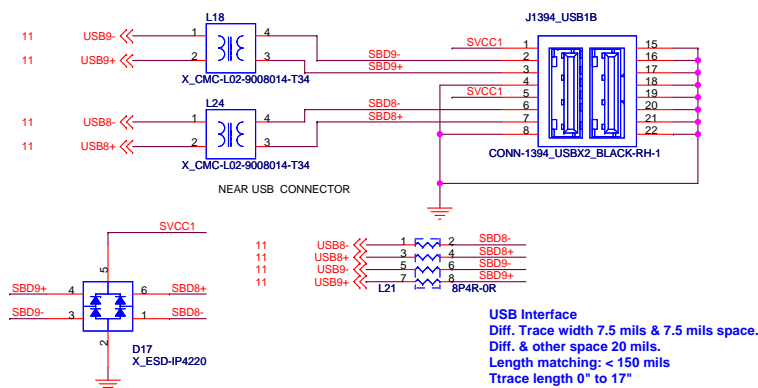 L18
J1394_USB1B
11 USB9- 1 4 SBD9- SVCC1 1 15
11 USB9+ 2 3 SBD9+ 2 16
3 17
X_CMC-L02-9008014-T34 4 18
L24 SVCC1 5 19
11 USB8- 1 4 SBD8- 6 20
SBD8+ 7 21
11 USB8+ 2 3 8 22
X_CMC-L02-9008014-T34
CONN-1394_USBX2_BLACK-RH-1
NEAR USB CONNECTOR
SVCC1
5
SBD9+ 4 6 SBD8+
SBD9- 3 1 SBD8-
2
D17
X_ESD-IP4220
11 USB8- 1 2 SBD8-
11 USB8+ 3 4 SBD8+
11 USB9- 5 6 SBD9-
11 USB9+ 7 8 SBD9+
L21 8P4R-0R
USB Interface
Diff. Trace width 7.5 mils & 7.5 mils space.
Diff. & other space 20 mils.
Length matching: < 150 mils
Ttrace length 0" to 17"